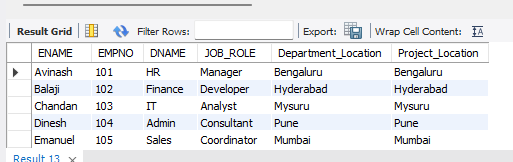 Result Grid Filter Rows: Export: Wrap Cell Content: IA
ENAME EMPNO DNAME JOB_ROLE Department_Location Project_Location
Avinash 101 HR Manager Bengaluru Bengaluru
Balaji 102 Finance Developer Hyderabad Hyderabad
Chandan 103 IT Analyst Mysuru Mysuru
Dinesh 104 Admin Consultant Pune Pune
Emanuel 105 Sales Coordinator Mumbai Mumbai
Result 13 ×